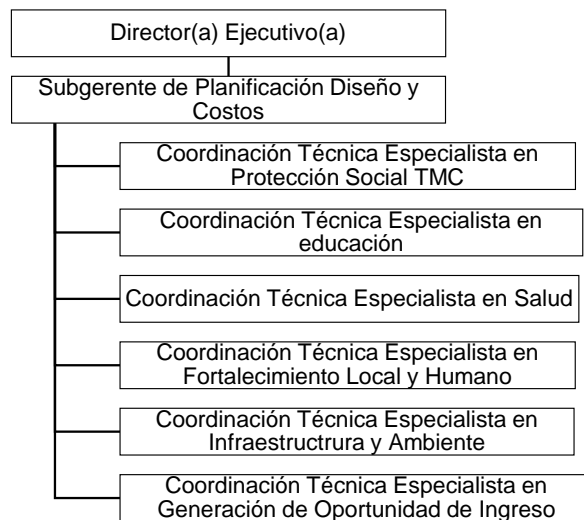 Director(a) Ejecutivo(a)
Subgerente de Planificación Diseño y
Costos
Coordinación Técnica Especialista en
Protección Social TMC
Coordinación Técnica Especialista en
educación
Coordinación Técnica Especialista en Salud
Coordinación Técnica Especialista en
Fortalecimiento Local y Humano
Coordinación Técnica Especialista en
Infraestructrura y Ambiente
Coordinación Técnica Especialista en
Generación de Oportunidad de Ingreso